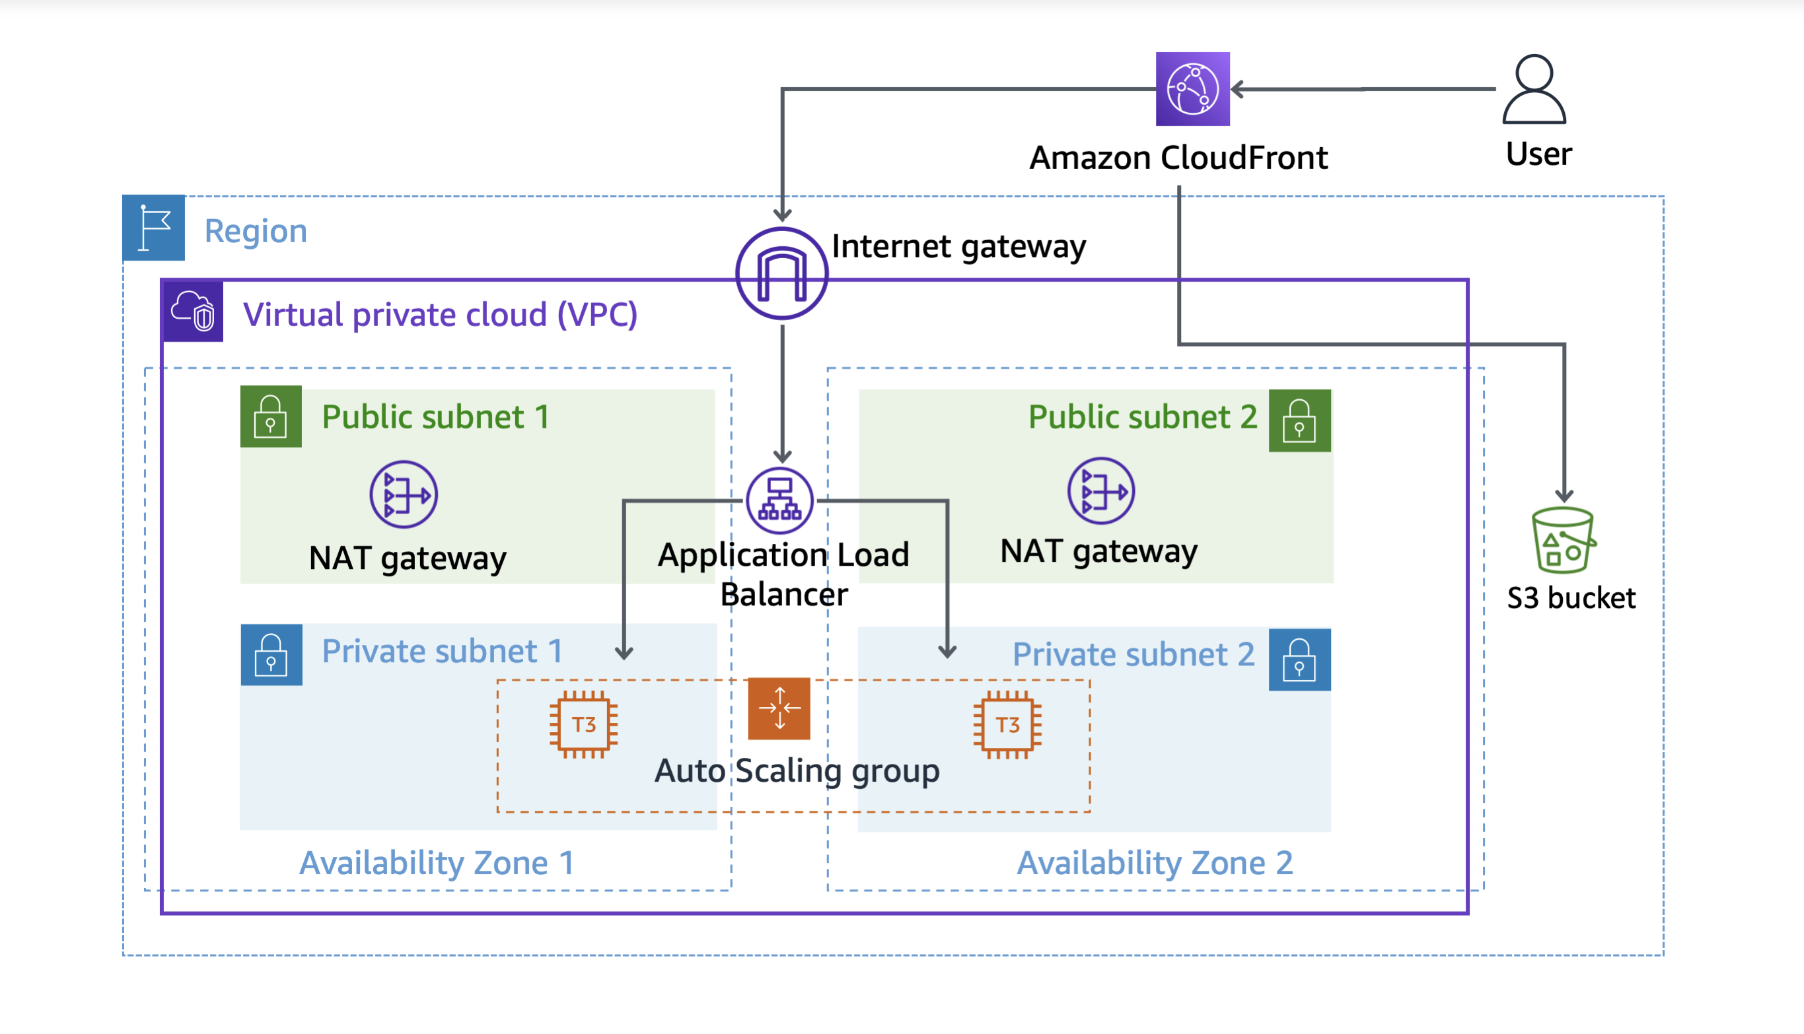 Amazon CloudFront
User
Region
Internet gateway
Virtual private cloud (VPC)
Public subnet 1
Public subnet 2
NAT gateway
Application Load
Balancer
NAT gateway
S3 bucket
Private subnet 1
Private subnet 2
T3
T3
Auto Scaling group
Availability Zone 1
Availability Zone 2